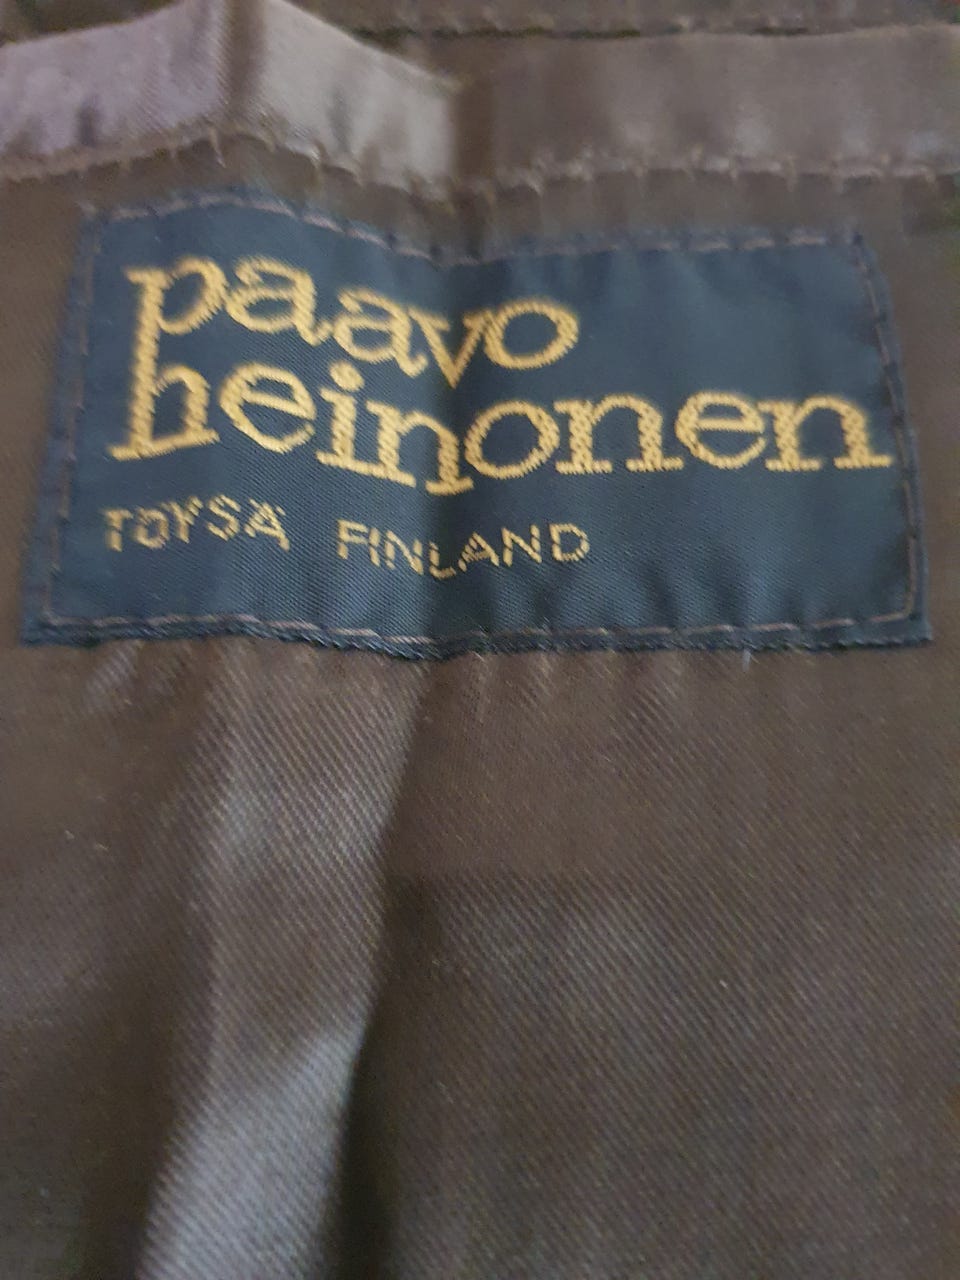 paavo
heinonen
TÖYSÄ FINLAND